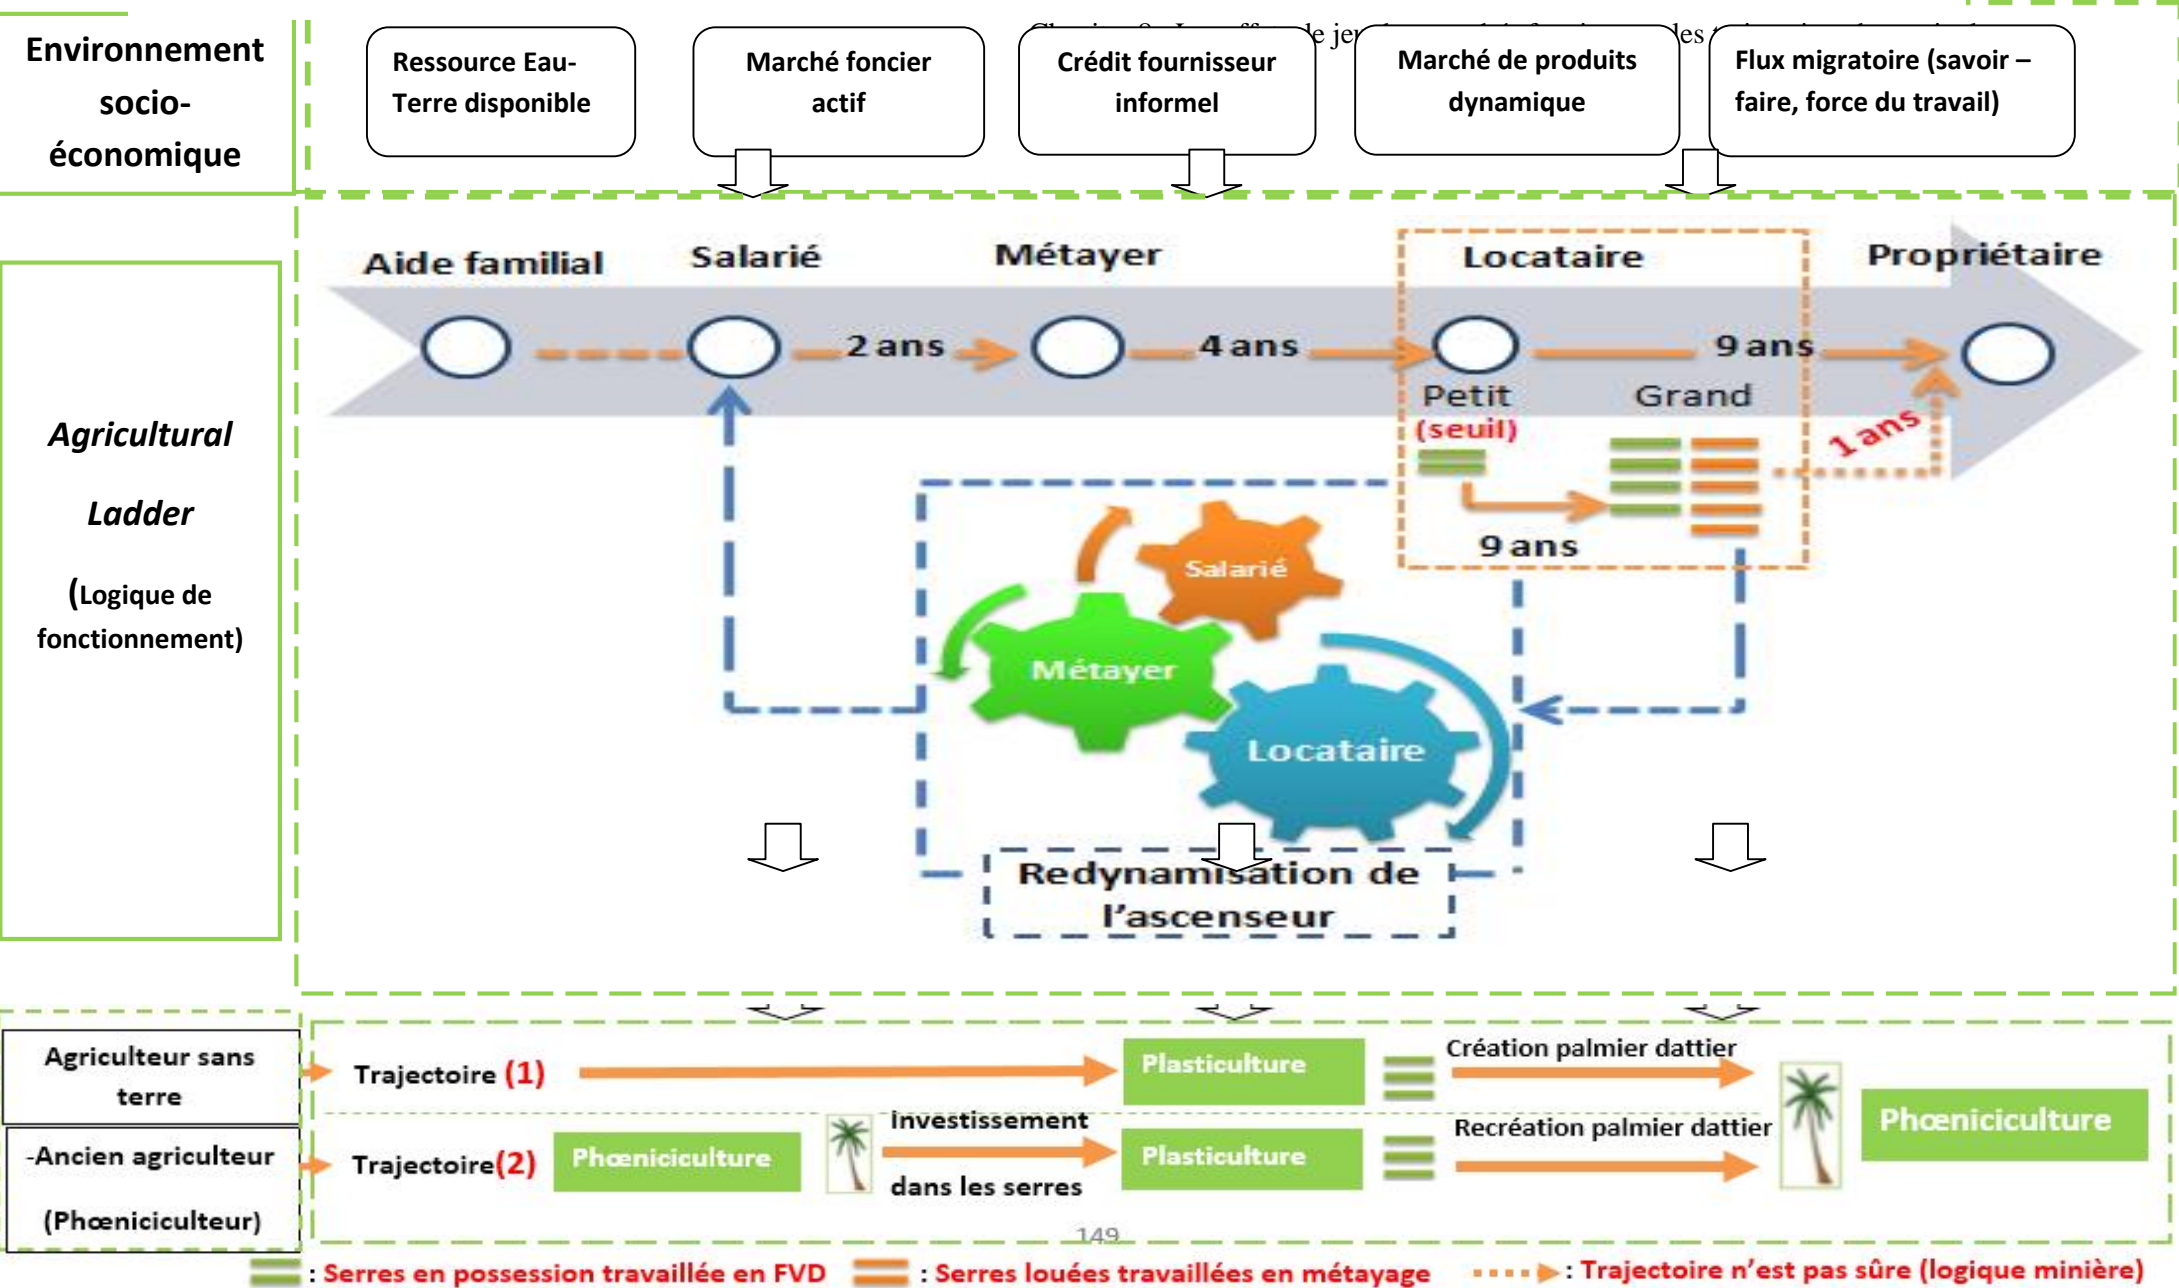 Environnement
socio-
économique
Ressource Eau-
Terre disponible
Marché foncier
actif
Crédit fournisseur
informel
Marché de produits
dynamique
Flux migratoire (savoir –
faire, force du travail)
Agricultural
Ladder
(Logique de
fonctionnement)
Aide familial
Salarié
Métayer
Locataire
Propriétaire
2 ans
4 ans
9 ans
Petit
(seuil)
Grand
1 ans
9 ans
Salarié
Métayer
Locataire
Redynamisation de
l'ascenseur
Agriculteur sans
terre
Trajectoire (1)
Plasticulture
Création palmier dattier
-Ancien agriculteur
(Phœniciculteur)
Trajectoire(2)
Phœniciculture
Investissement
dans les serres
Plasticulture
Recréation palmier dattier
Phœniciculture
149
: Serres en possession travaillée en FVD
: Serres louées travaillées en métayage
: Trajectoire n'est pas sûre (logique minière)